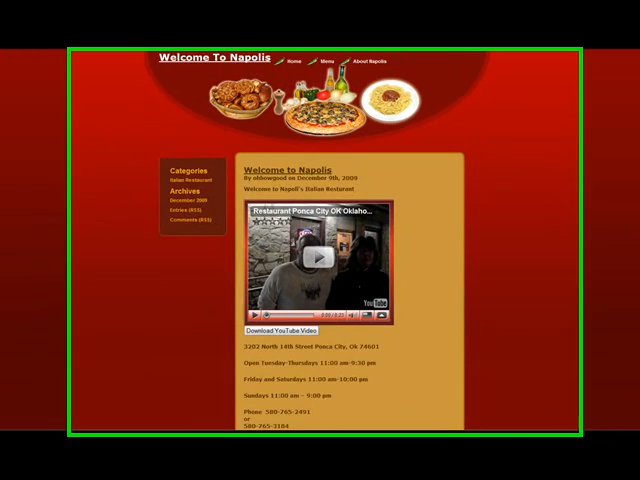 Welcome To Napolis
Home
Menu
About Napolis
Categories
Italian Restaurant
Archives
December 2009
Entries (RSS)
Comments (RSS)
Welcome to Napolis
December 9th, 2009
Welcome to Napoli's Italian Resturant
Restaurant Ponca City OK Oklaho...
YouTube
Download YouTube Video
3202 North 14th Street Ponca City, Ok 74601
Open Tuesday-Thursdays 11:00 am-9:30 pm
Friday and Saturdays 11:00 am-10:00 pm
Sundays 11:00 am – 9:00 pm
Phone 580-765-2491
or
580-765-3184